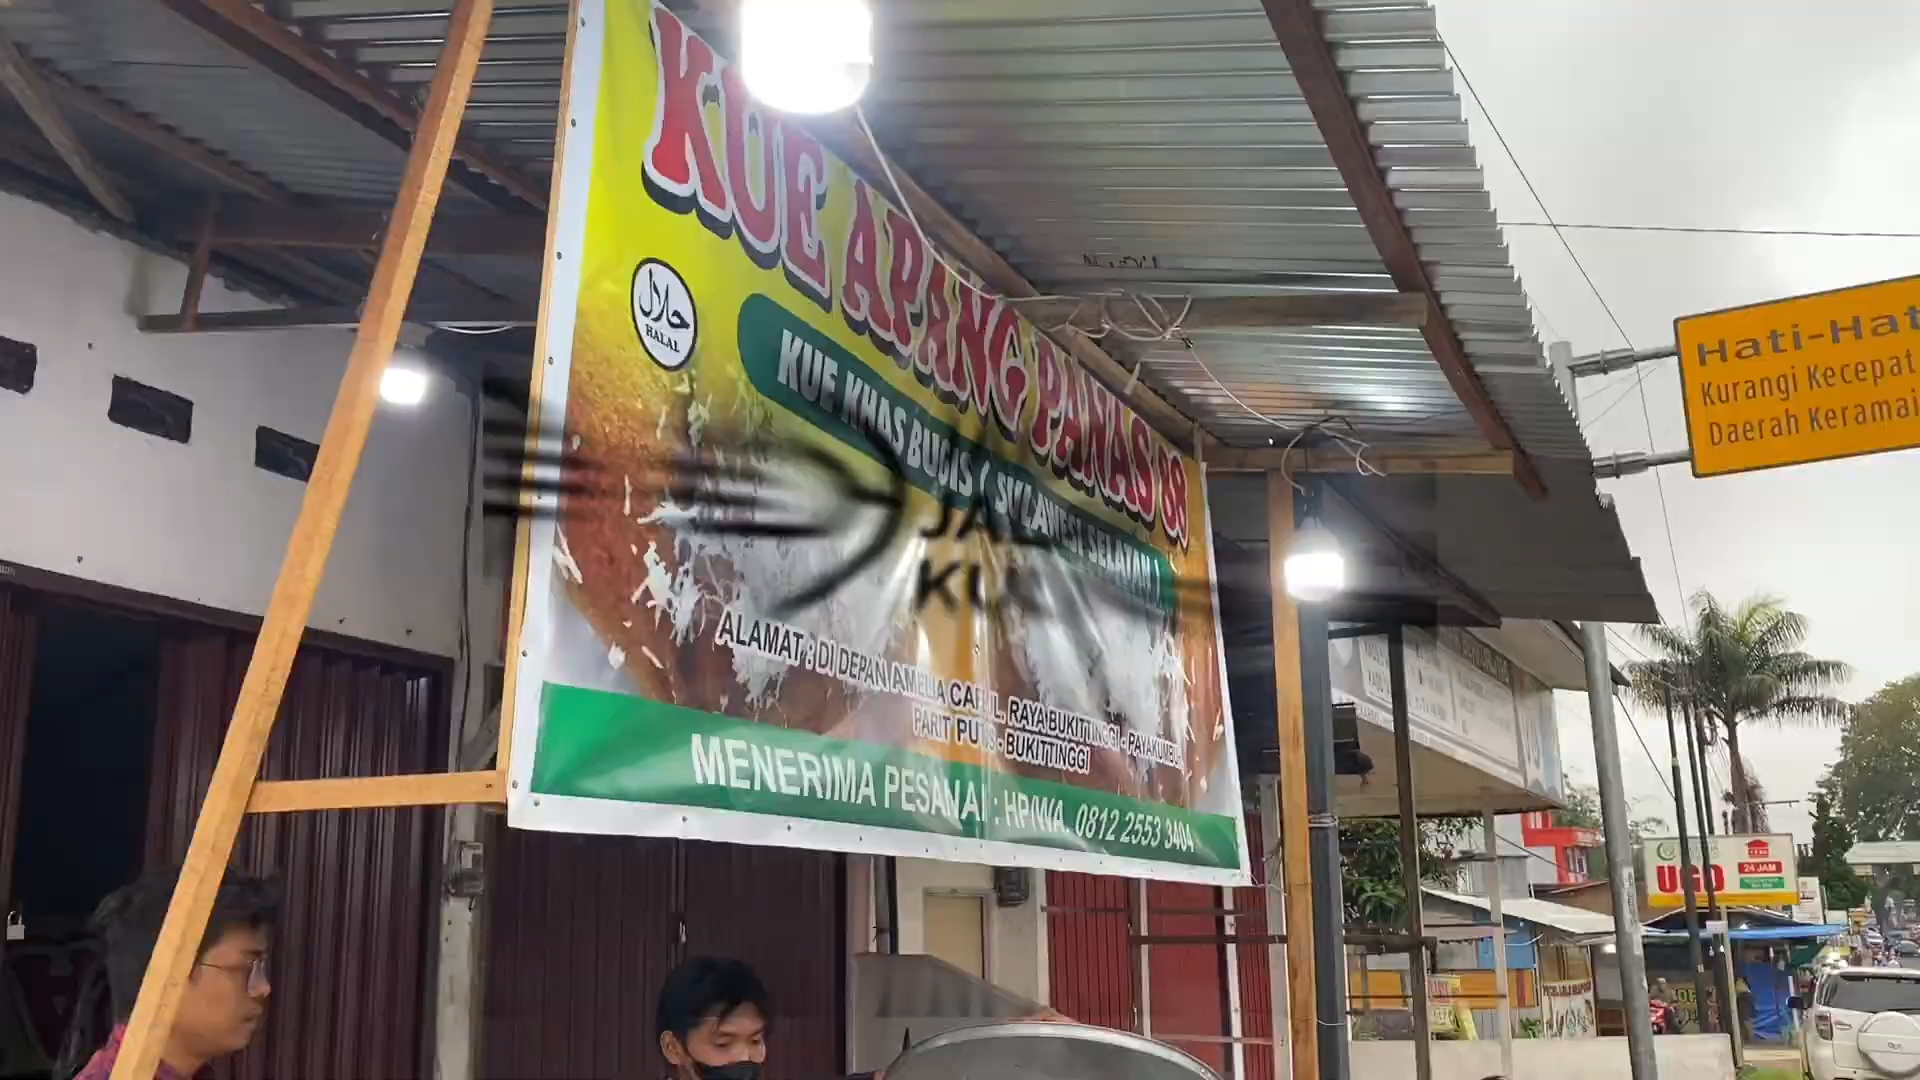 KUE APANG PANAS 88
حلال
HALAL
KUE KHAS BUGIS ( SULAWESI SELATAN )
ALAMAT : DI DEPAN AMELIA CAFE JL. RAYA BUKITTINGGI - PAYAKUMBUH
PARIT PUTUS - BUKITTINGGI
MENERIMA PESANAN : HP/WA. 0812 2553 3404
Hati-Hat
Kurangi Kecepat
Daerah Keramai
UGD
24 JAM